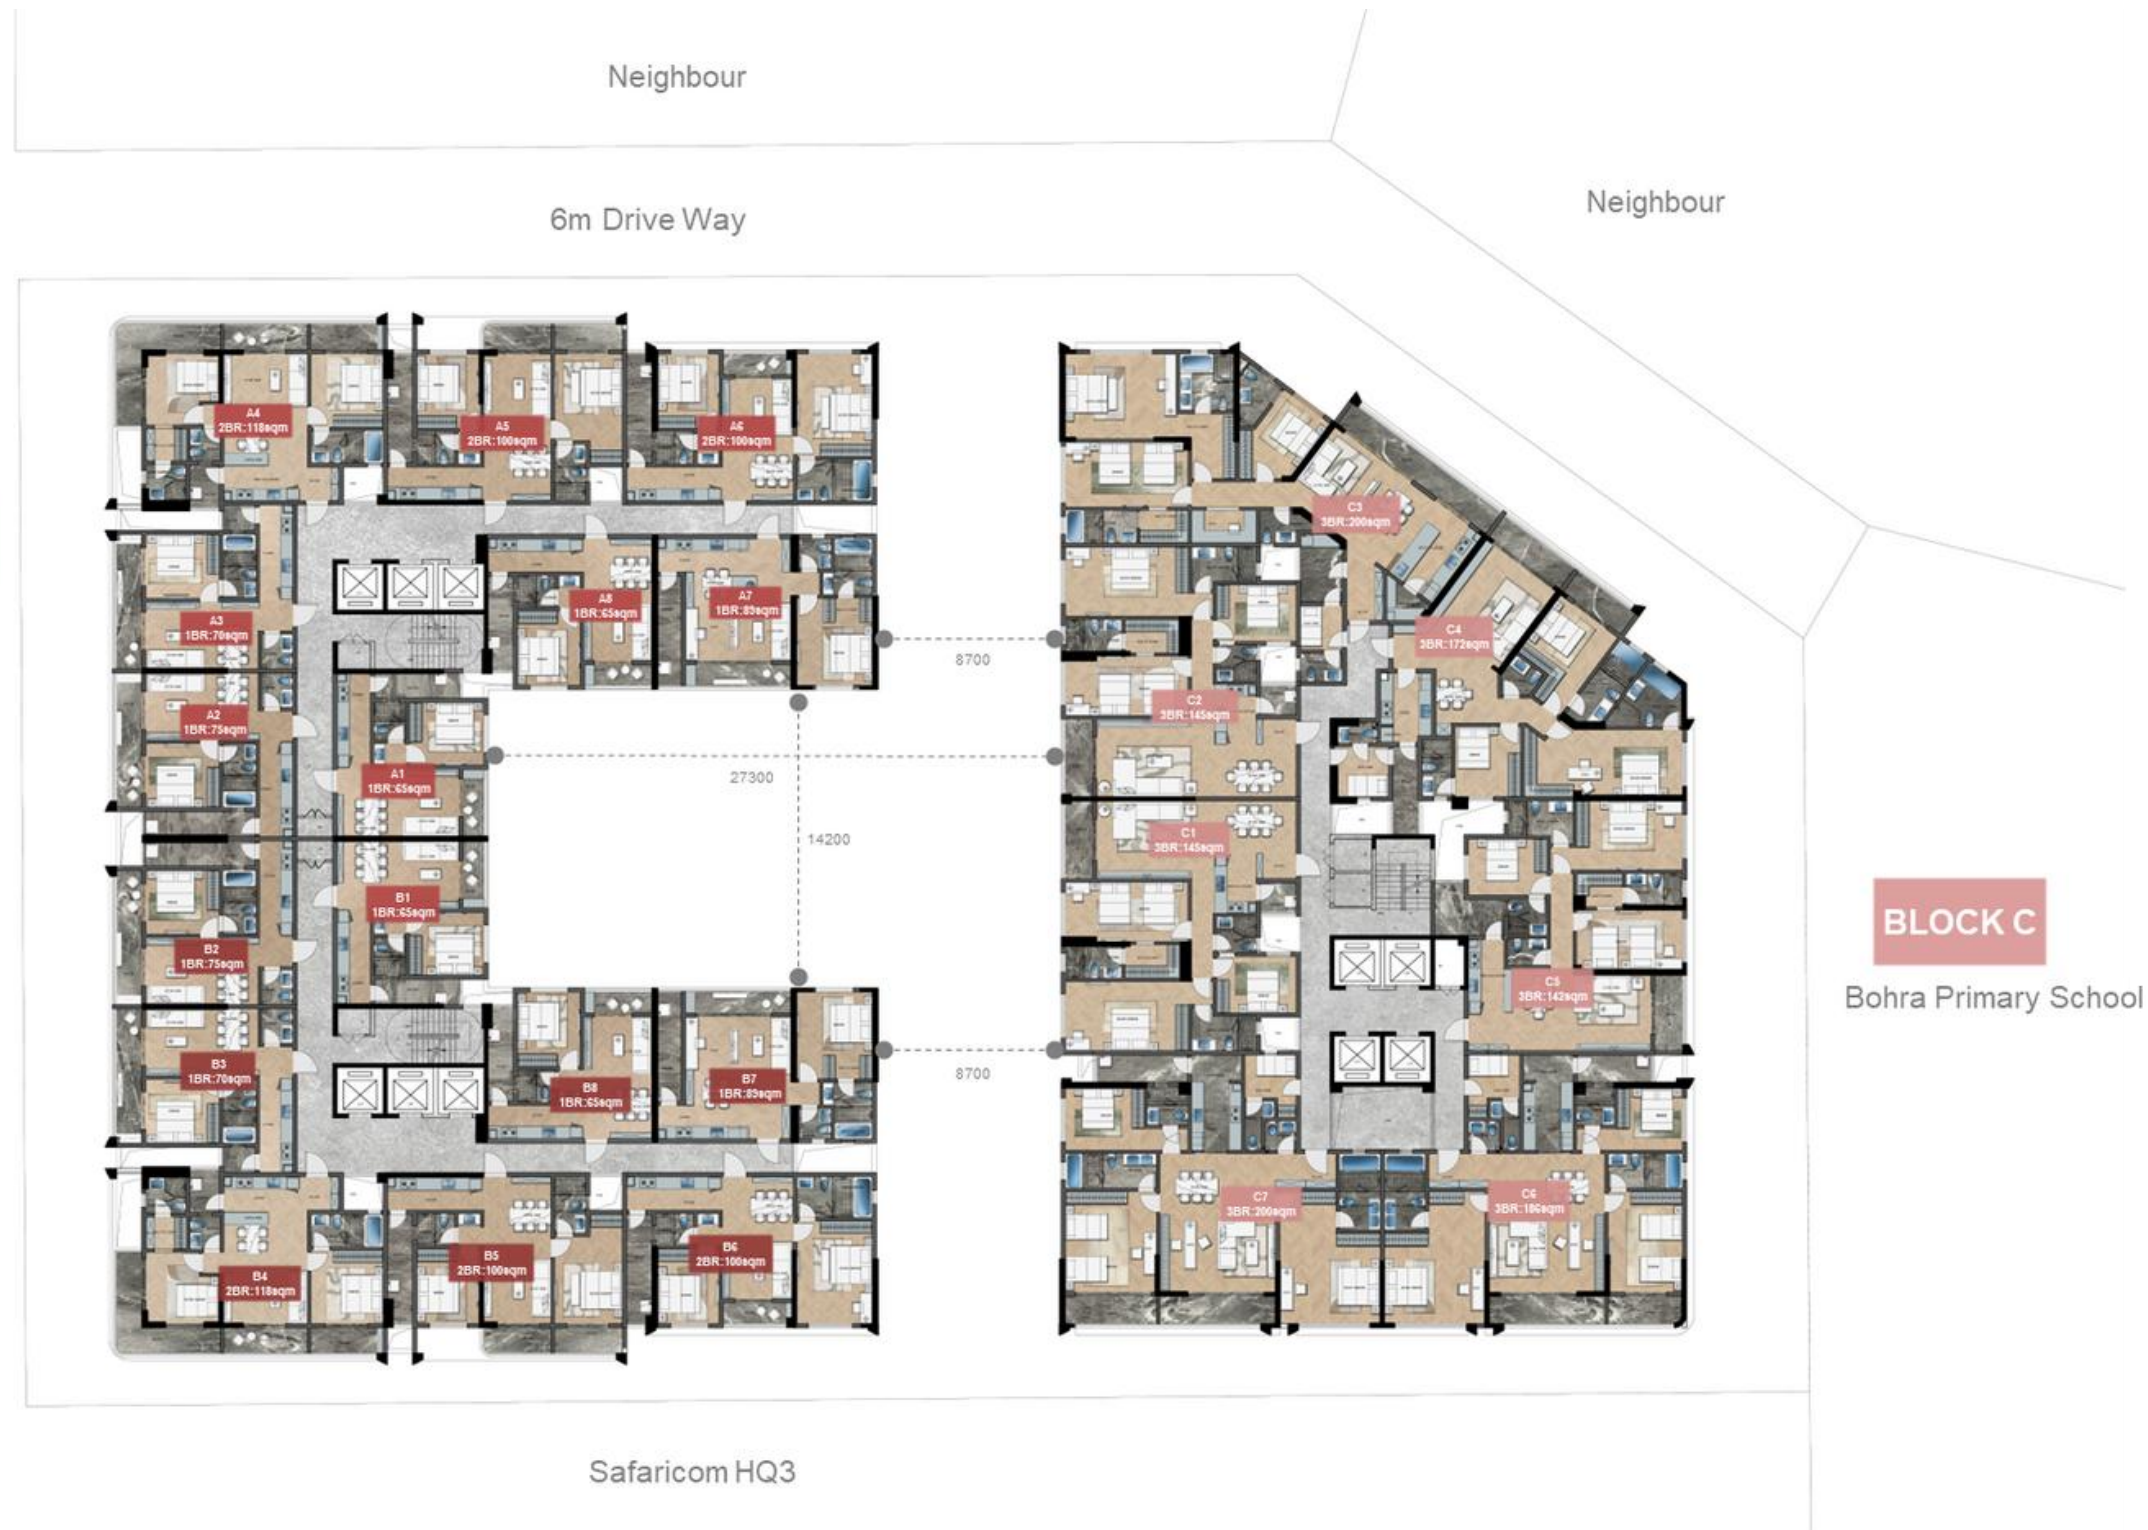 Neighbour
Neighbour
6m Drive Way
A4
2BR:118sqm
A5
2BR:100sqm
A6
2BR:100sqm
C3
3BR:200sqm
A8
1BR:65sqm
A7
1BR:89sqm
A3
1BR:70sqm
C4
3BR:172sqm
8700
C2
3BR:145sqm
A2
1BR:75sqm
A1
1BR:65sqm
27300
14200
C1
3BR:145sqm
B1
1BR:65sqm
BLOCK C
Bohra Primary School
B2
1BR:75sqm
C5
3BR:142sqm
B3
1BR:70sqm
8700
B8
1BR:65sqm
B7
1BR:89sqm
C7
3BR:200sqm
C6
3BR:186sqm
B5
2BR:100sqm
B6
2BR:100sqm
B4
2BR:118sqm
Safaricom HQ3